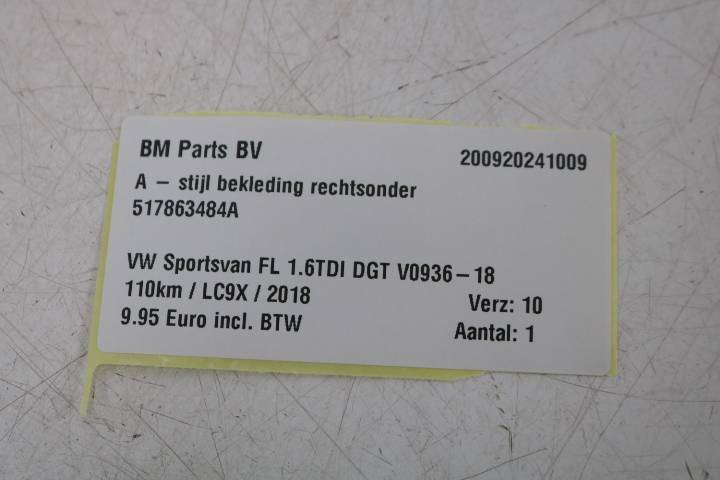 BM Parts BV 200920241009
A – stijl bekleding rechtsonder
517863484A
VW Sportsvan FL 1.6TDI DGT V0936–18
110km / LC9X / 2018 Verz: 10
9.95 Euro incl. BTW Aantal: 1